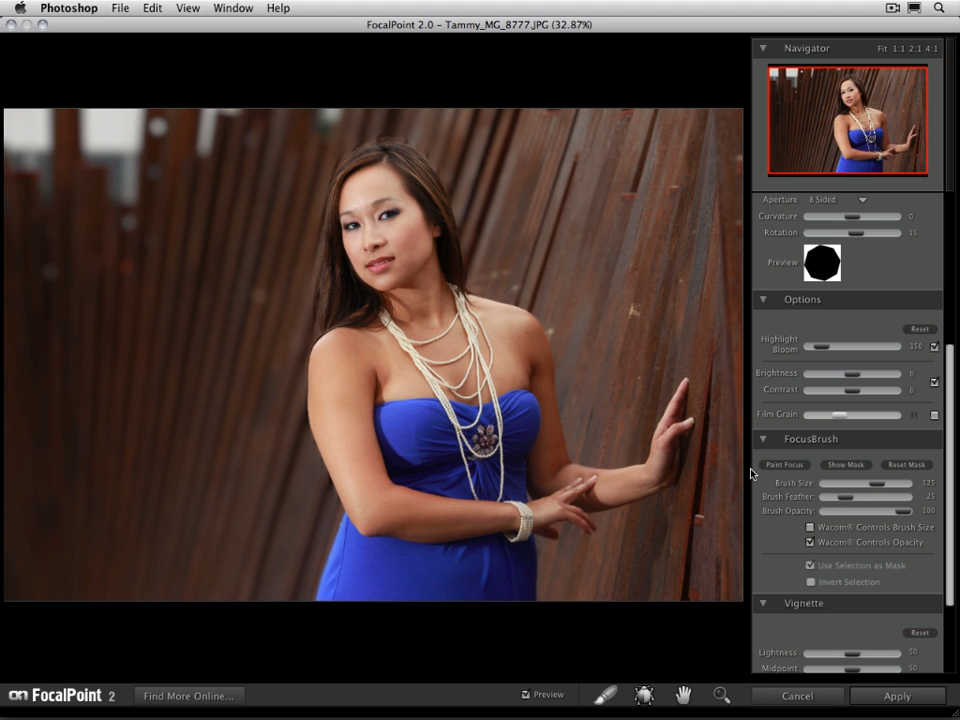 Photoshop File Edit View Window Help
FocalPoint 2.0 – Tammy_MG_8777.JPG (32.87%)
Navigator Fit 1:1 2:1 4:1
Aperture 8 Sided
Curvature 0
Rotation 15
Preview
Options
Reset
Highlight
Bloom 150
Brightness 0
Contrast 0
Film Grain 31
FocusBrush
Paint Focus Show Mask Reset Mask
Brush Size: 125
Brush Feather: 25
Brush Opacity: 100
Wacom® Controls Brush Size
Wacom® Controls Opacity
Use Selection as Mask
Invert Selection
Vignette
Reset
Lightness 50
Midpoint 50
on FocalPoint 2 Find More Online... Preview Cancel Apply